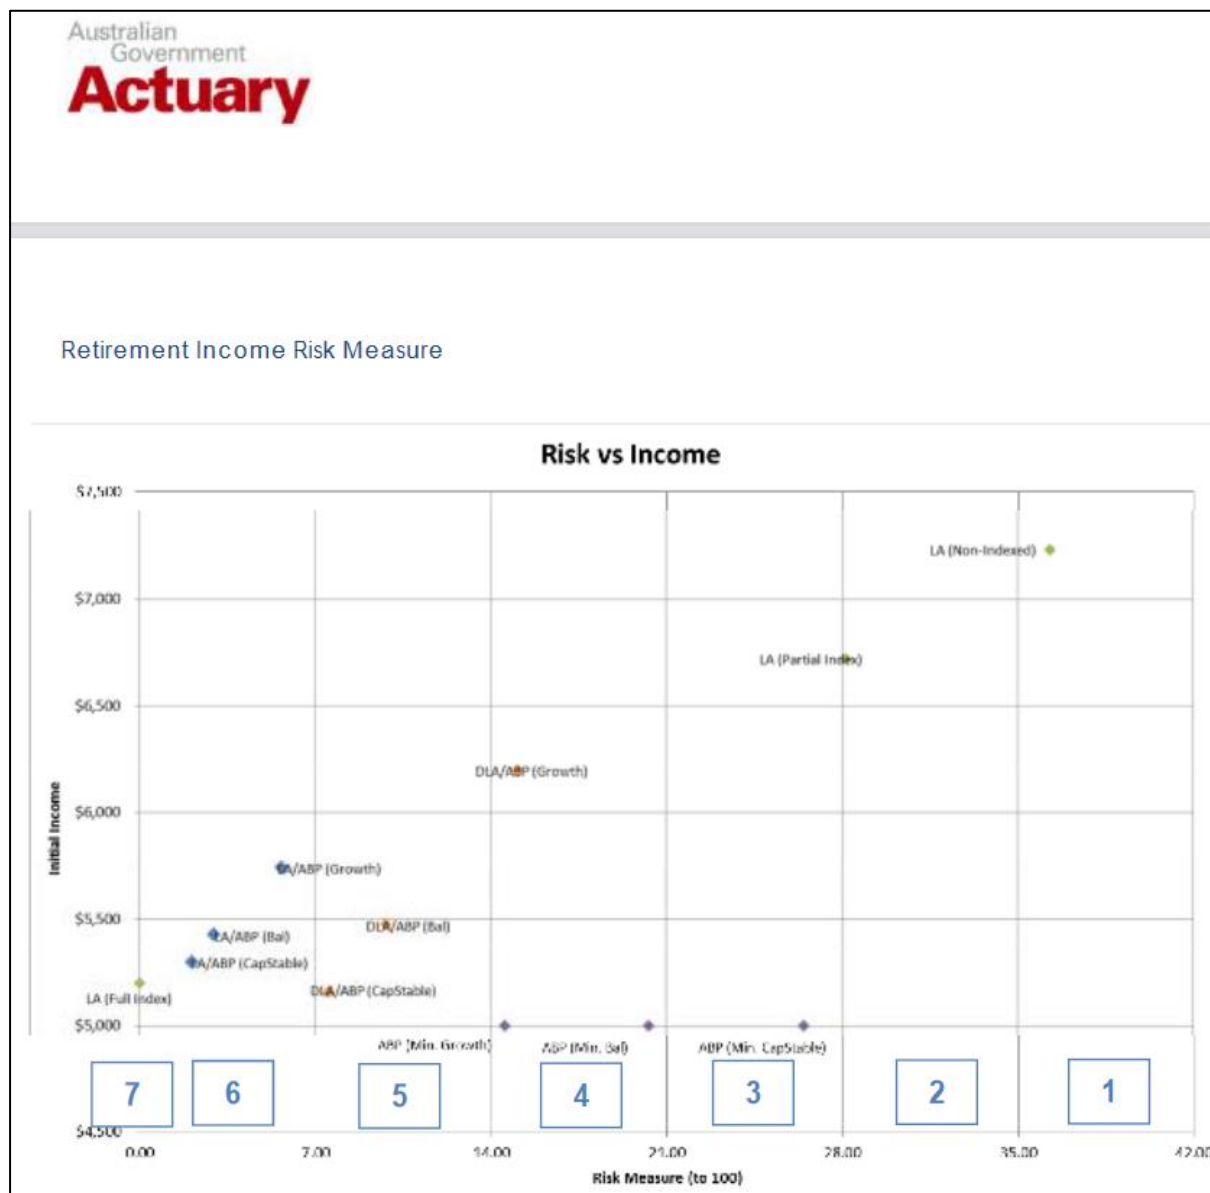 Australian
Government
Actuary
Retirement Income Risk Measure
Risk vs Income
$7,500
LA (Non-Indexed)
$7,000
LA (Partial Index)
$6,500
DLA/ABP (Growth)
$6,000
Initial Income
LA/ABP (Growth)
$5,500
DLA/ABP (Bal)
LA/ABP (Bal)
LA/ABP (CapStable)
DLA/ABP (CapStable)
LA (Full Index)
$5,000
ABP (Min. Growth) ABP (Min. Bal) ABP (Min. CapStable)
7 6 5 4 3 2 1
$4,500
0.00 7.00 14.00 21.00 28.00 35.00 42.00
Risk Measure (to 100)